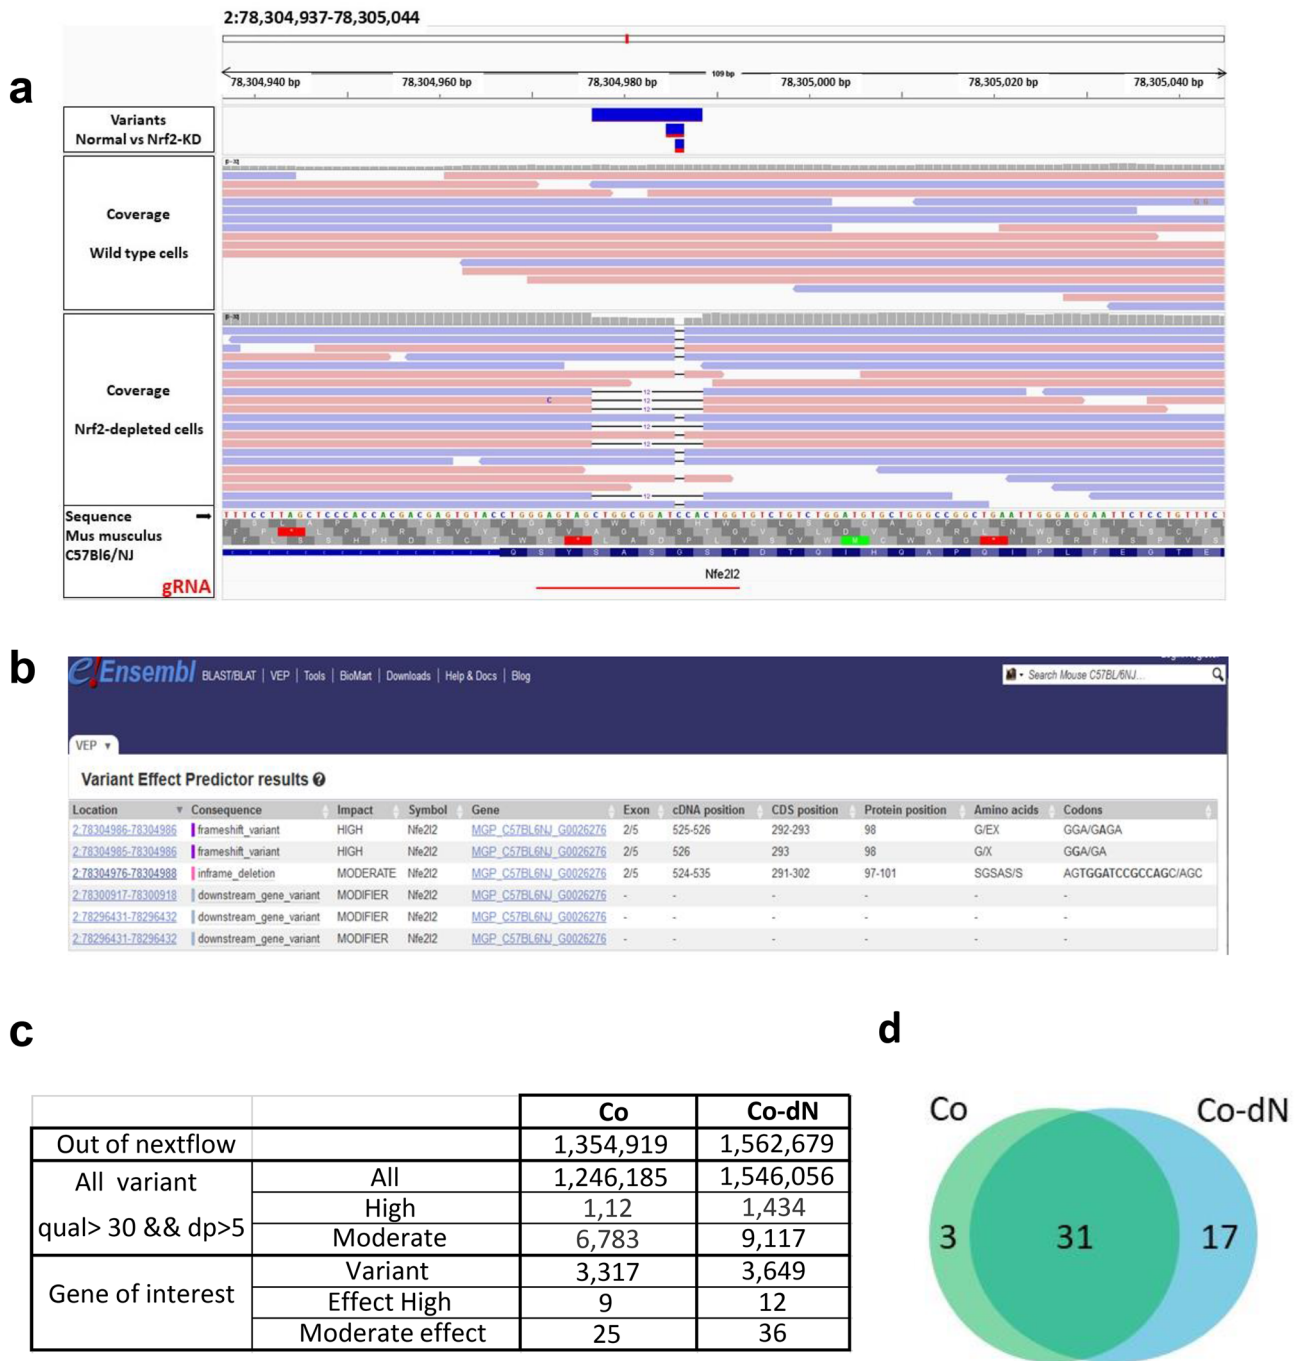 2:78,304,937-78,305,044
a
109 bp
78,304,940 bp 78,304,960 bp 78,304,980 bp 78,305,000 bp 78,305,020 bp 78,305,040 bp
Variants
Normal vs Nrf2-KD
Coverage
Wild type cells
G G
Coverage
Nrf2-depleted cells
12
C 12
12
12
12
12
Sequence
Mus musculus
C57Bl6/NJ
gRNA
T T T C C T T A G C T C C C A C C A C G A C G A G T G T A C C T G G G A G T A G C T G G C G G A T C C A C T G G T G T C T G T C T G G A T G T G C T G G G C C G G C T G A A T T G G G A G G A A T T C T C C T G T T T C T
Q S Y S A S G S T D T Q I H Q A P Q I P L F E G T E
Nfe2l2
b
e!Ensembl BLAST/BLAT | VEP | Tools | BioMart | Downloads | Help & Docs | Blog
Search Mouse C57BL/6NJ...
VEP ▼
Variant Effect Predictor results
Location Consequence Impact Symbol Gene Exon cDNA position CDS position Protein position Amino acids Codons
2:78304986-78304986 frameshift_variant HIGH Nfe2l2 MGP_C57BL6NJ_G0026276 2/5 525-526 292-293 98 G/EX GGA/GAGA
2:78304985-78304986 frameshift_variant HIGH Nfe2l2 MGP_C57BL6NJ_G0026276 2/5 526 293 98 G/X GGA/GA
2:78304976-78304988 inframe_deletion MODERATE Nfe2l2 MGP_C57BL6NJ_G0026276 2/5 524-535 291-302 97-101 SGSAS/S AGTGGATCCGCCAGC/AGC
2:78300917-78300918 downstream_gene_variant MODIFIER Nfe2l2 MGP_C57BL6NJ_G0026276 - - - - - -
2:78296431-78296432 downstream_gene_variant MODIFIER Nfe2l2 MGP_C57BL6NJ_G0026276 - - - - - -
2:78296431-78296432 downstream_gene_variant MODIFIER Nfe2l2 MGP_C57BL6NJ_G0026276 - - - - - -
c
Co Co-dN
Out of nextflow 1,354,919 1,562,679
All variant
qual> 30 && dp>5
All 1,246,185 1,546,056
High 1,12 1,434
Moderate 6,783 9,117
Gene of interest
Variant 3,317 3,649
Effect High 9 12
Moderate effect 25 36
d
Co Co-dN
3 31 17